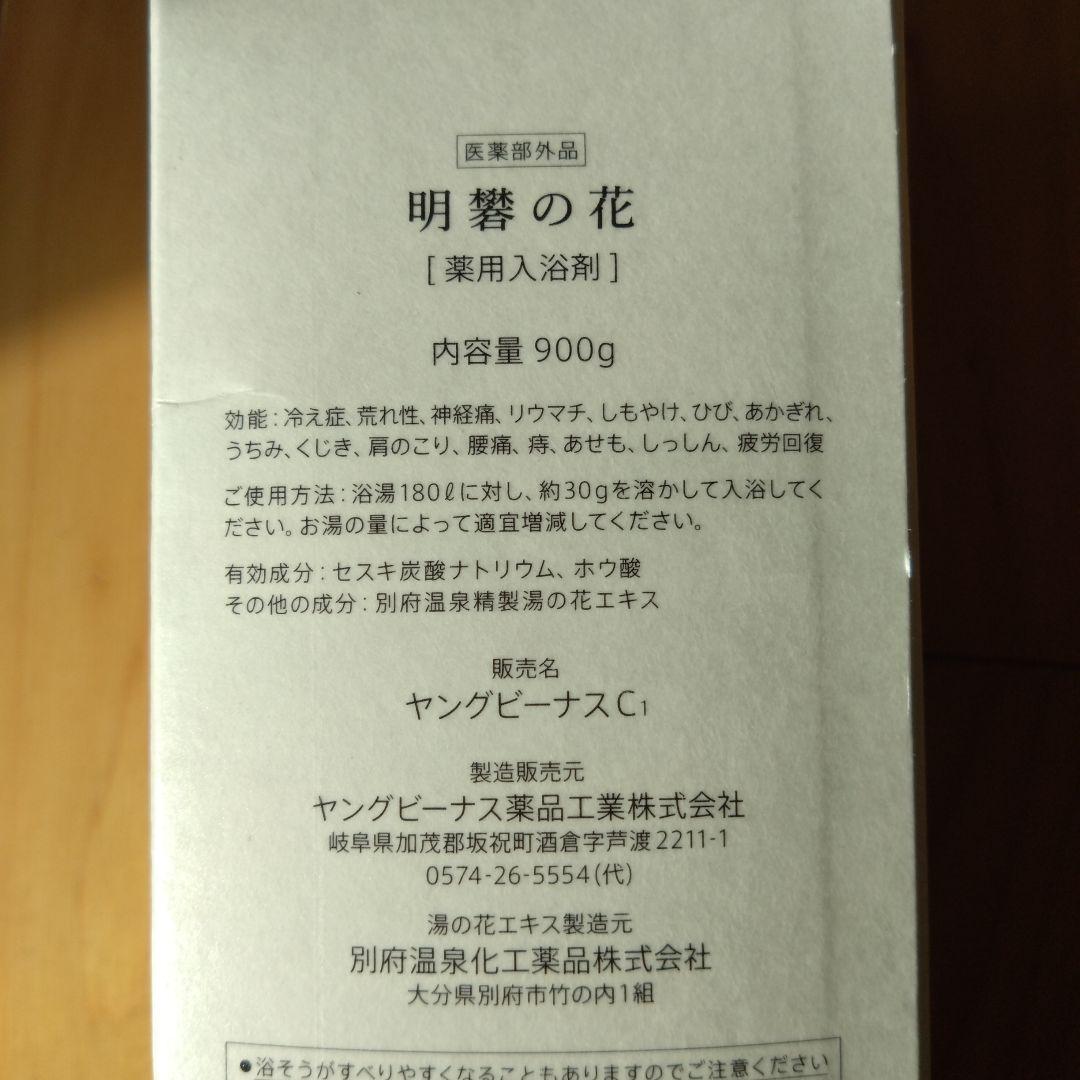 医薬部外品
明礬の花
[ 薬用入浴剤 ]
内容量 900g
効能：冷え症、荒れ性、神経痛、リウマチ、しもやけ、ひび、あかぎれ、
うちみ、くじき、肩のこり、腰痛、痔、あせも、しっしん、疲労回復
ご使用方法：浴湯180ℓに対し、約30gを溶かして入浴してく
ださい。お湯の量によって適宜増減してください。
有効成分：セスキ炭酸ナトリウム、ホウ酸
その他の成分：別府温泉精製湯の花エキス
販売名
ヤングビーナスC₁
製造販売元
ヤングビーナス薬品工業株式会社
岐阜県加茂郡坂祝町酒倉字芦渡2211-1
0574-26-5554(代)
湯の花エキス製造元
別府温泉化工薬品株式会社
大分県別府市竹の内1組
●浴そうがすべりやすくなることもありますのでご注意ください